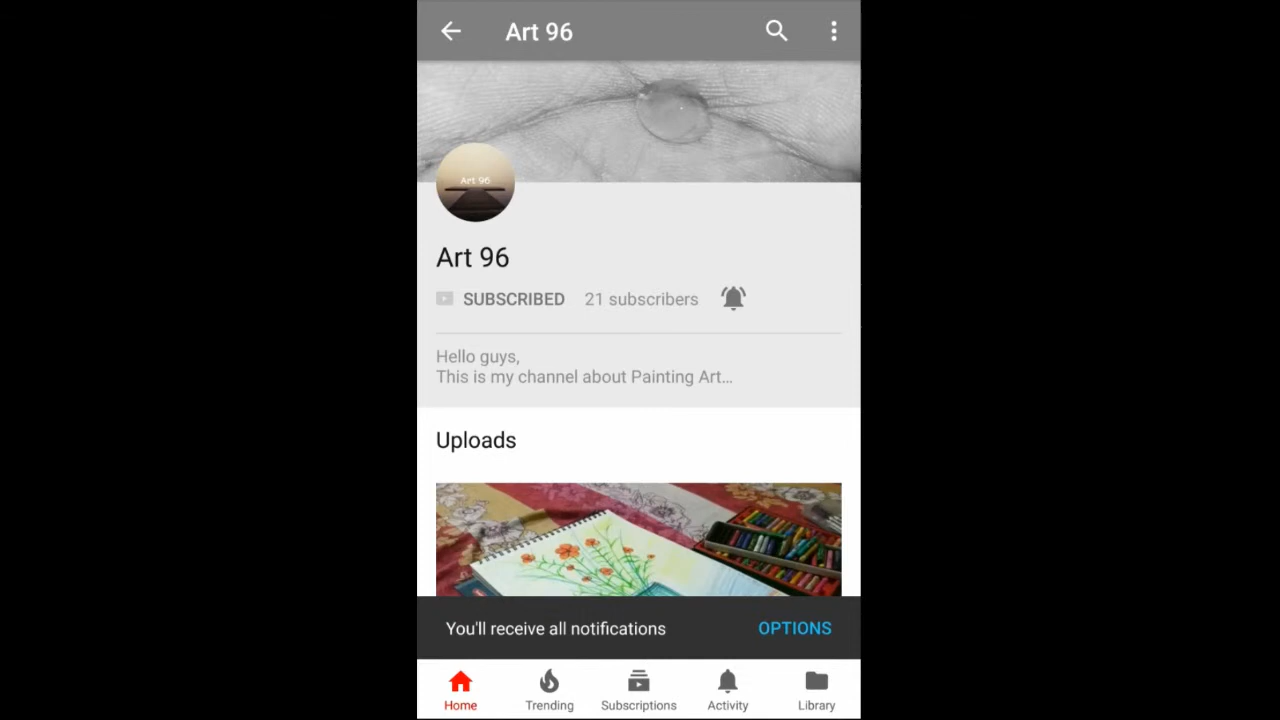 Art 96
Art 96
Art 96
SUBSCRIBED 21 subscribers
Hello guys,
This is my channel about Painting Art...
Uploads
You'll receive all notifications OPTIONS
Home Trending Subscriptions Activity Library